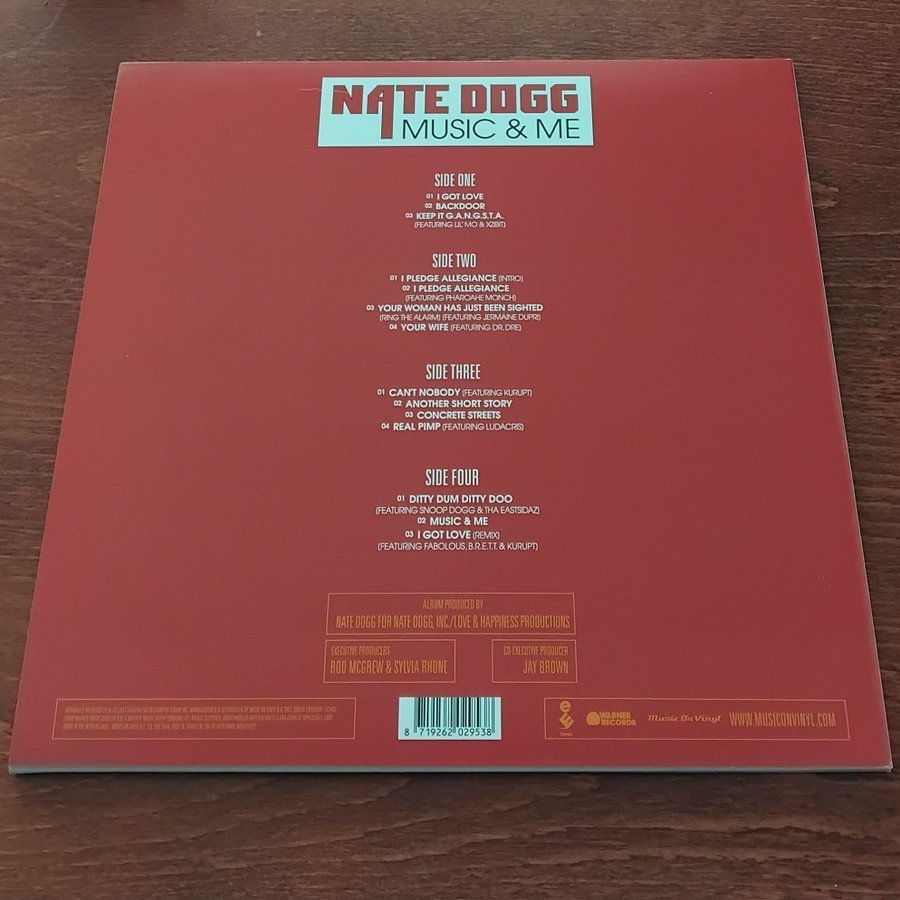 NATE DOGG
MUSIC & ME
SIDE ONE
01 I GOT LOVE
02 BACKDOOR
03 KEEP IT G.A.N.G.S.T.A.
(FEATURING LIL' MO & XZIBIT)
SIDE TWO
01 I PLEDGE ALLEGIANCE (INTRO)
02 I PLEDGE ALLEGIANCE
(FEATURING PHAROAHE MONCH)
03 YOUR WOMAN HAS JUST BEEN SIGHTED
(RING THE ALARM) (FEATURING JERMAINE DUPRI)
04 YOUR WIFE (FEATURING DR. DRE)
SIDE THREE
01 CAN'T NOBODY (FEATURING KURUPT)
02 ANOTHER SHORT STORY
03 CONCRETE STREETS
04 REAL PIMP (FEATURING LUDACRIS)
SIDE FOUR
01 DITTY DUM DITTY DOO
(FEATURING SNOOP DOGG & THA EASTSIDAZ)
02 MUSIC & ME
03 I GOT LOVE (REMIX)
(FEATURING FABOLOUS, B.R.E.T.T. & KURUPT)
ALBUM PRODUCED BY
NATE DOGG FOR NATE DOGG, INC./LOVE & HAPPINESS PRODUCTIONS
EXECUTIVE PRODUCERS
ROD MCGREW & SYLVIA RHONE
CO-EXECUTIVE PRODUCER
JAY BROWN
8 719262 029538
WARNER
RECORDS
Music On Vinyl
WWW.MUSICONVINYL.COM